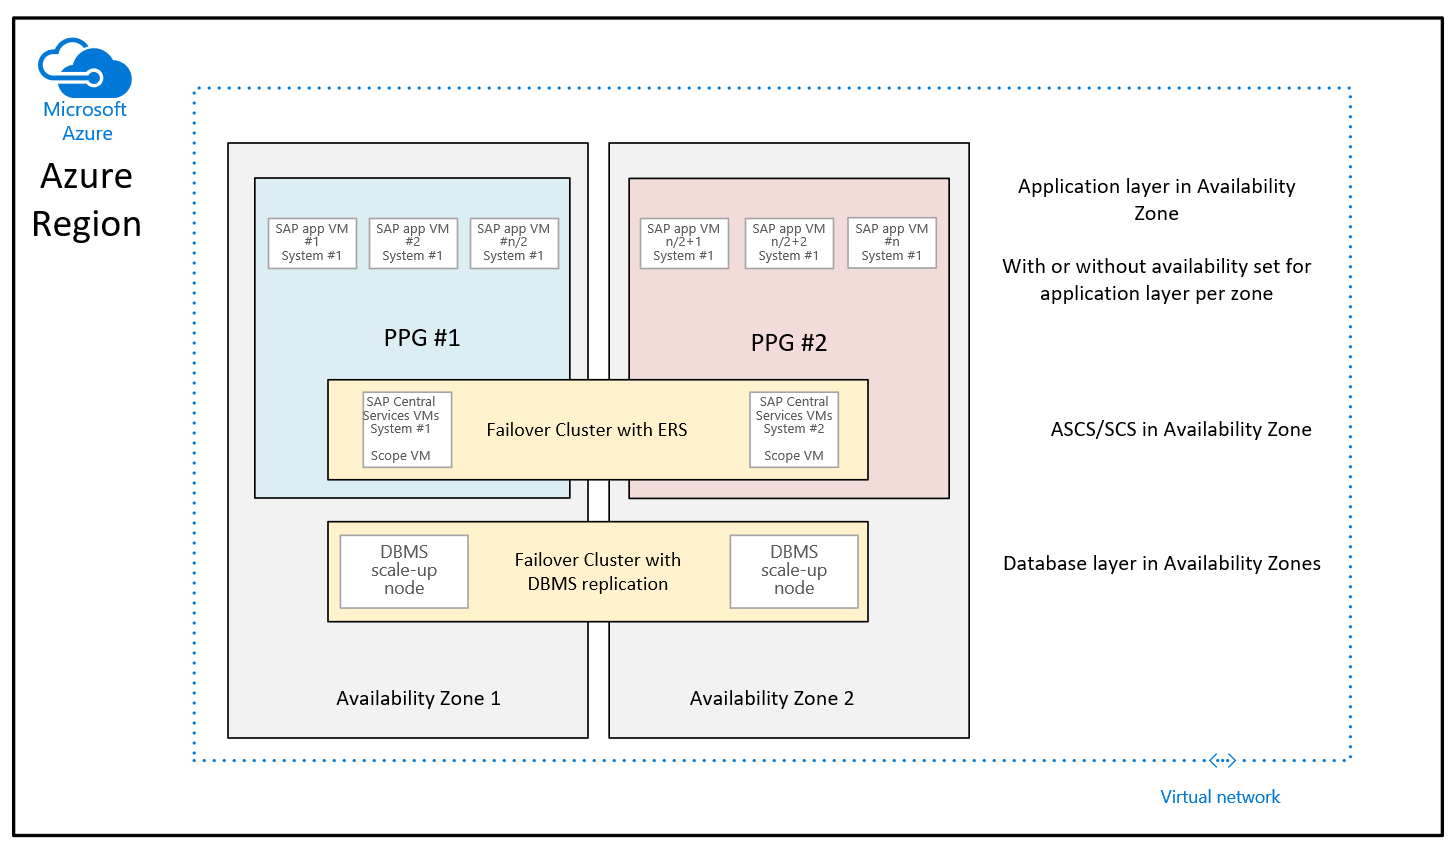 Microsoft
Azure
Azure
Region
SAP app VM
#1
System #1
SAP app VM
#2
System #1
SAP app VM
#n/2
System #1
SAP app VM
n/2+1
System #1
SAP app VM
n/2+2
System #1
SAP app VM
#n
System #1
Application layer in Availability
Zone
With or without availability set for
application layer per zone
PPG #1
PPG #2
SAP Central
Services VMs
System #1
Scope VM
Failover Cluster with ERS
SAP Central
Services VMs
System #2
Scope VM
ASCS/SCS in Availability Zone
DBMS
scale-up
node
Failover Cluster with
DBMS replication
DBMS
scale-up
node
Database layer in Availability Zones
Availability Zone 1
Availability Zone 2
Virtual network